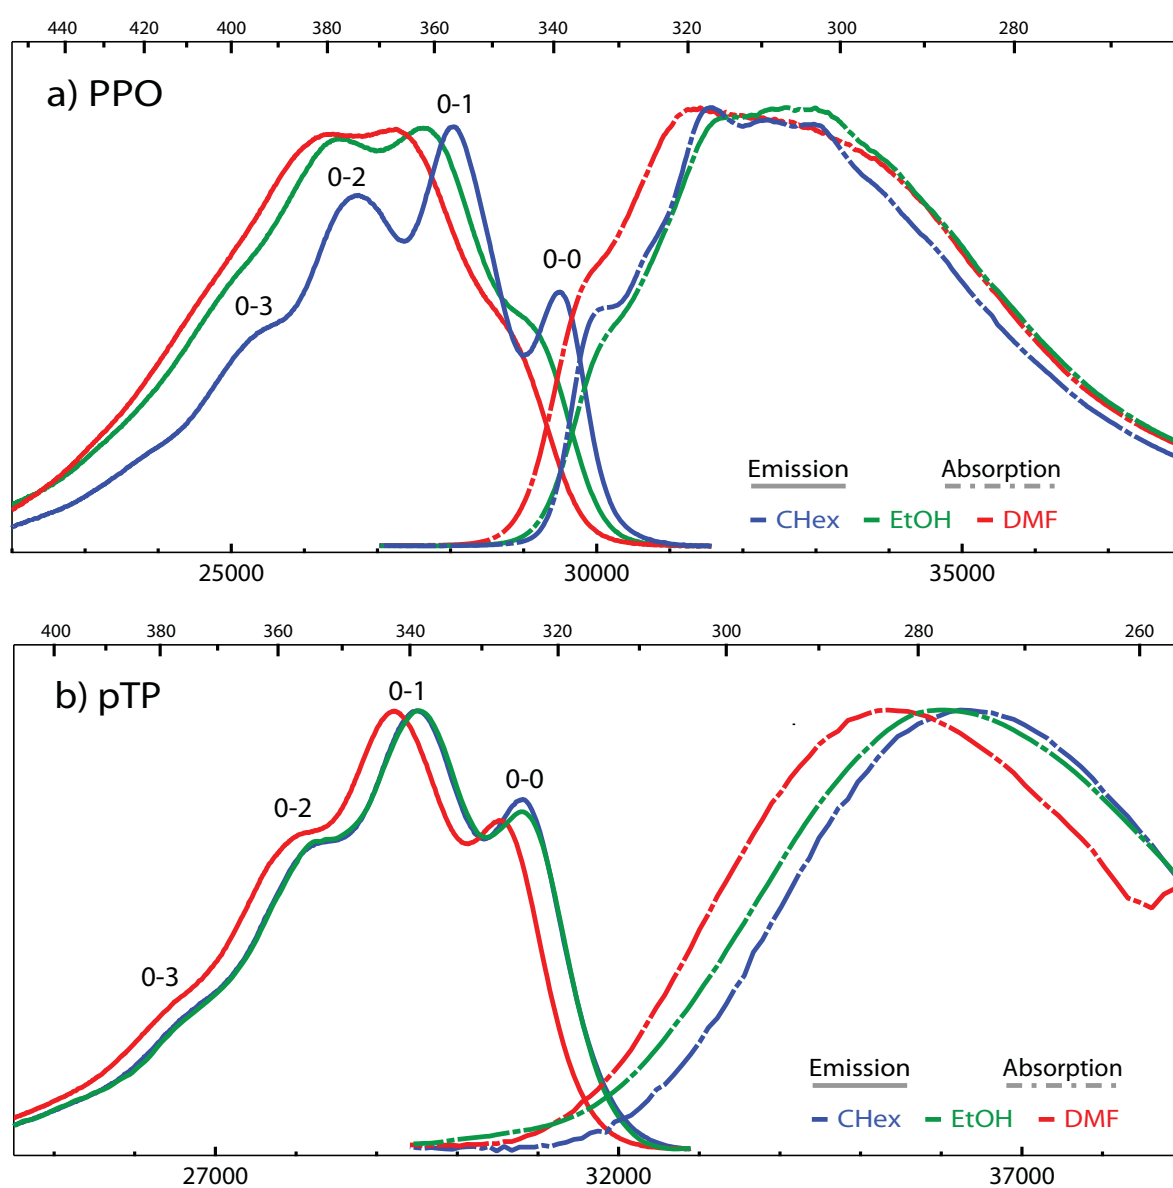 440 420 400 380 360 340 320 300 280
a) PPO
0-1
0-2
0-0
0-3
Emission Absorption
CHex EtOH DMF
25000 30000 35000
400 380 360 340 320 300 280 260
b) pTP
0-1
0-0
0-2
0-3
Emission Absorption
CHex EtOH DMF
27000 32000 37000